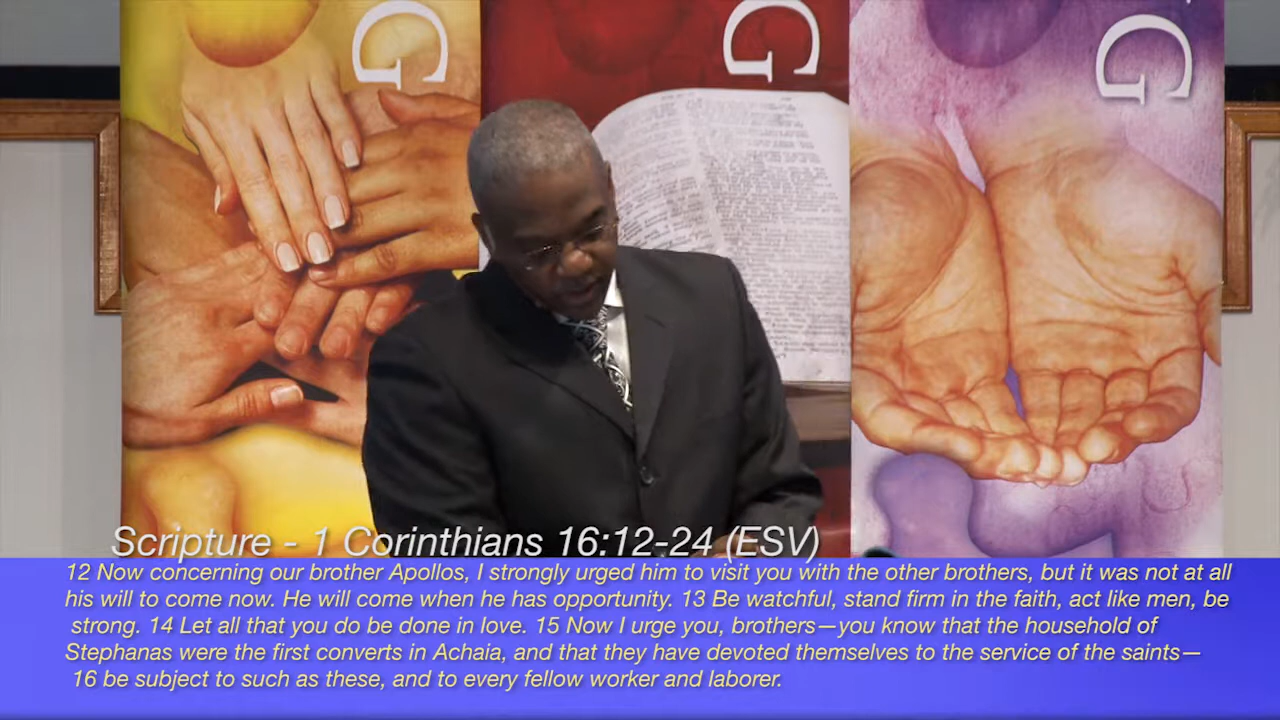 G
G
G
Scripture - 1 Corinthians 16:12-24 (ESV)
12 Now concerning our brother Apollos, I strongly urged him to visit you with the other brothers, but it was not at all
his will to come now. He will come when he has opportunity. 13 Be watchful, stand firm in the faith, act like men, be
strong. 14 Let all that you do be done in love. 15 Now I urge you, brothers—you know that the household of
Stephanas were the first converts in Achaia, and that they have devoted themselves to the service of the saints—
16 be subject to such as these, and to every fellow worker and laborer.